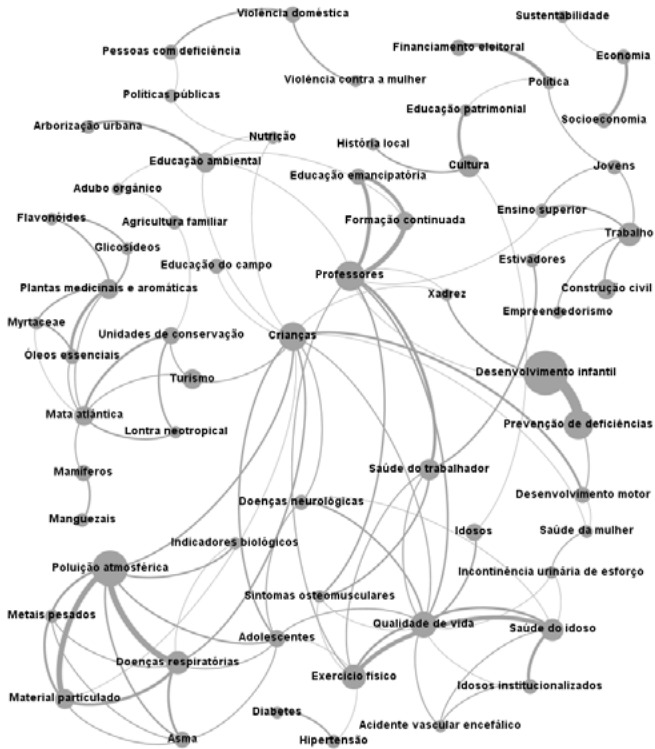 Violência doméstica
Sustentabilidade
Pessoas com deficiência
Financiamento eleitoral
Economia
Violência contra a mulher
Política
Políticas públicas
Educação patrimonial
Socioeconomia
Arborização urbana
Nutrição
História local
Educação ambiental
Cultura
Jovens
Educação emancipatória
Adubo orgânico
Ensino superior
Flavonóides
Agricultura familiar
Formação continuada
Trabalho
Glicosídeos
Educação do campo
Professores
Estivadores
Plantas medicinais e aromáticas
Xadrez
Construção civil
Myrtaceae
Unidades de conservação
Crianças
Empreendedorismo
Óleos essenciais
Turismo
Desenvolvimento infantil
Mata atlântica
Lontra neotropical
Prevenção de deficiências
Mamíferos
Saúde do trabalhador
Desenvolvimento motor
Doenças neurológicas
Manguezais
Idosos
Saúde da mulher
Indicadores biológicos
Poluição atmosférica
Incontinência urinária de esforço
Sintomas osteomusculares
Metais pesados
Qualidade de vida
Saúde do idoso
Adolescentes
Doenças respiratórias
Exercício físico
Idosos institucionalizados
Material particulado
Diabetes
Acidente vascular encefálico
Asma
Hipertensão